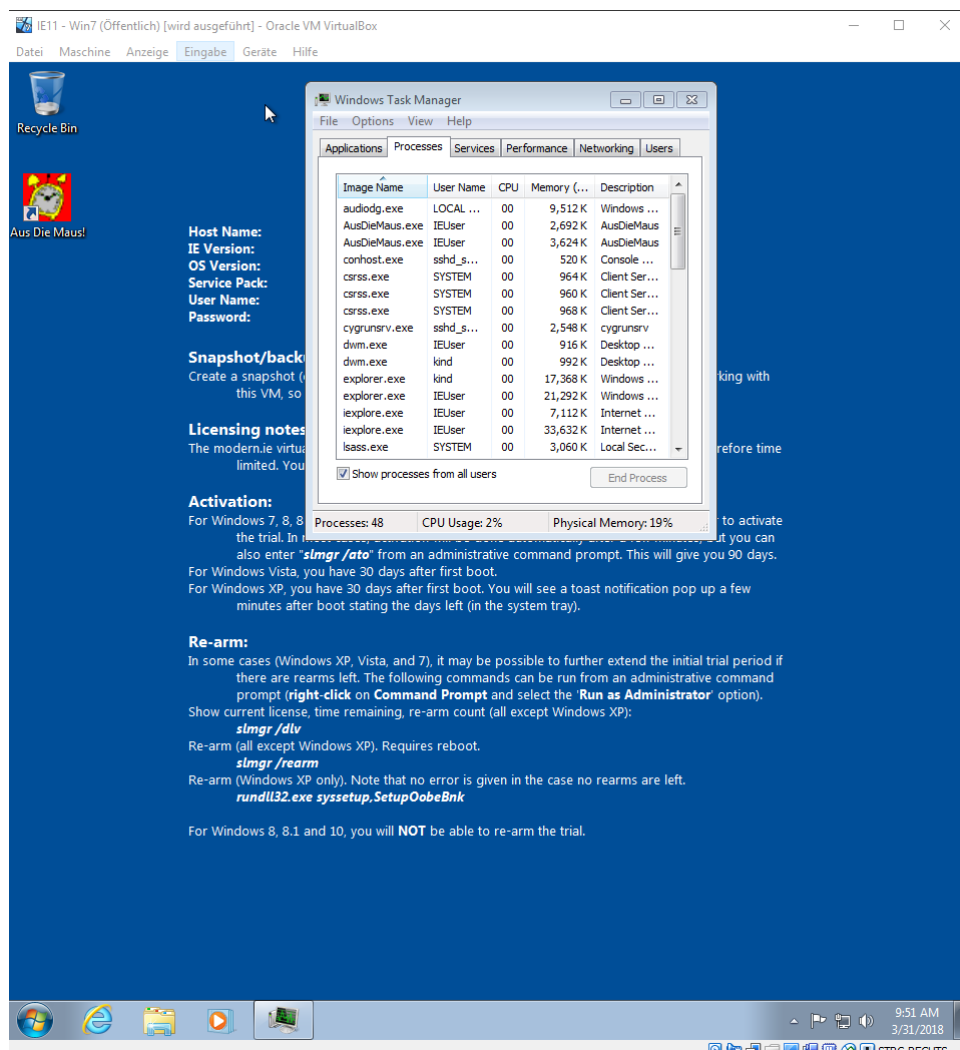 IE11 - Win7 (Öffentlich) [wird ausgeführt] - Oracle VM VirtualBox
Datei Maschine Anzeige Eingabe Geräte Hilfe
Recycle Bin
Aus Die Maus!
Windows Task Manager
File Options View Help
Applications Processes Services Performance Networking Users
Image Name User Name CPU Memory (... Description
audiodg.exe LOCAL ... 00 9,512 K Windows ...
AusDieMaus.exe IEUser 00 2,692 K AusDieMaus
AusDieMaus.exe IEUser 00 3,624 K AusDieMaus
conhost.exe sshd_s... 00 520 K Console ...
csrss.exe SYSTEM 00 964 K Client Ser...
csrss.exe SYSTEM 00 960 K Client Ser...
csrss.exe SYSTEM 00 968 K Client Ser...
cygrunsrv.exe sshd_s... 00 2,548 K cygrunsrv
dwm.exe IEUser 00 916 K Desktop ...
dwm.exe kind 00 992 K Desktop ...
explorer.exe kind 00 17,368 K Windows ...
explorer.exe IEUser 00 21,292 K Windows ...
iexplore.exe IEUser 00 7,112 K Internet ...
iexplore.exe IEUser 00 33,632 K Internet ...
lsass.exe SYSTEM 00 3,060 K Local Sec...
Show processes from all users
End Process
Processes: 48 CPU Usage: 2% Physical Memory: 19%
Host Name:
IE Version:
OS Version:
Service Pack:
User Name:
Password:
Snapshot/back
Create a snapshot ( king with
this VM, so
Licensing notes
The modern.ie virtua refore time
limited. You
Activation:
For Windows 7, 8, 8 to activate
the trial. In most cases, activation will be done automatically after a few minutes, but you can
also enter "slmgr /ato" from an administrative command prompt. This will give you 90 days.
For Windows Vista, you have 30 days after first boot.
For Windows XP, you have 30 days after first boot. You will see a toast notification pop up a few
minutes after boot stating the days left (in the system tray).
Re-arm:
In some cases (Windows XP, Vista, and 7), it may be possible to further extend the initial trial period if
there are rearms left. The following commands can be run from an administrative command
prompt (right-click on Command Prompt and select the 'Run as Administrator' option).
Show current license, time remaining, re-arm count (all except Windows XP):
slmgr /dlv
Re-arm (all except Windows XP). Requires reboot.
slmgr /rearm
Re-arm (Windows XP only). Note that no error is given in the case no rearms are left.
rundll32.exe syssetup,SetupOobeBnk
For Windows 8, 8.1 and 10, you will NOT be able to re-arm the trial.
9:51 AM
3/31/2018
STRG-RECHTS